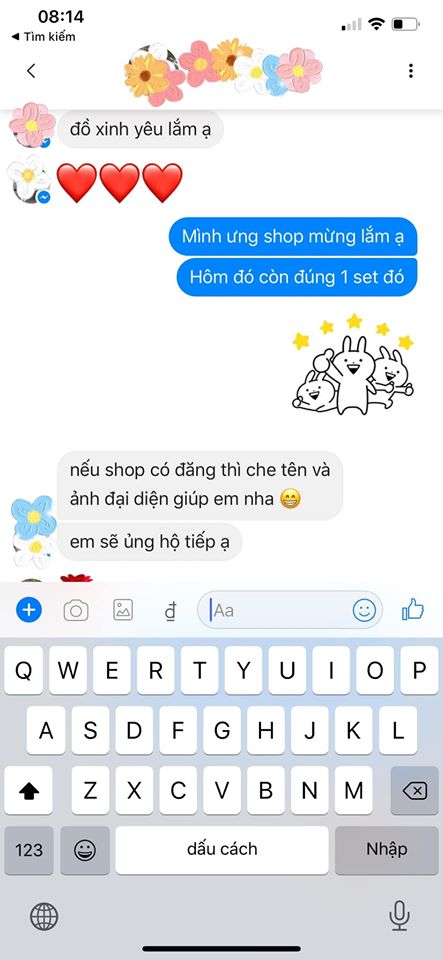 08:14
Tìm kiếm
đồ xinh yêu lắm ạ
Mình ưng shop mừng lắm ạ
Hôm đó còn đúng 1 set đó
nếu shop có đăng thì che tên và
ảnh đại diện giúp em nha 😁
em sẽ ủng hộ tiếp ạ
đ Aa
Q W E R T Y U I O P
A S D F G H J K L
Z X C V B N M
123 dấu cách Nhập